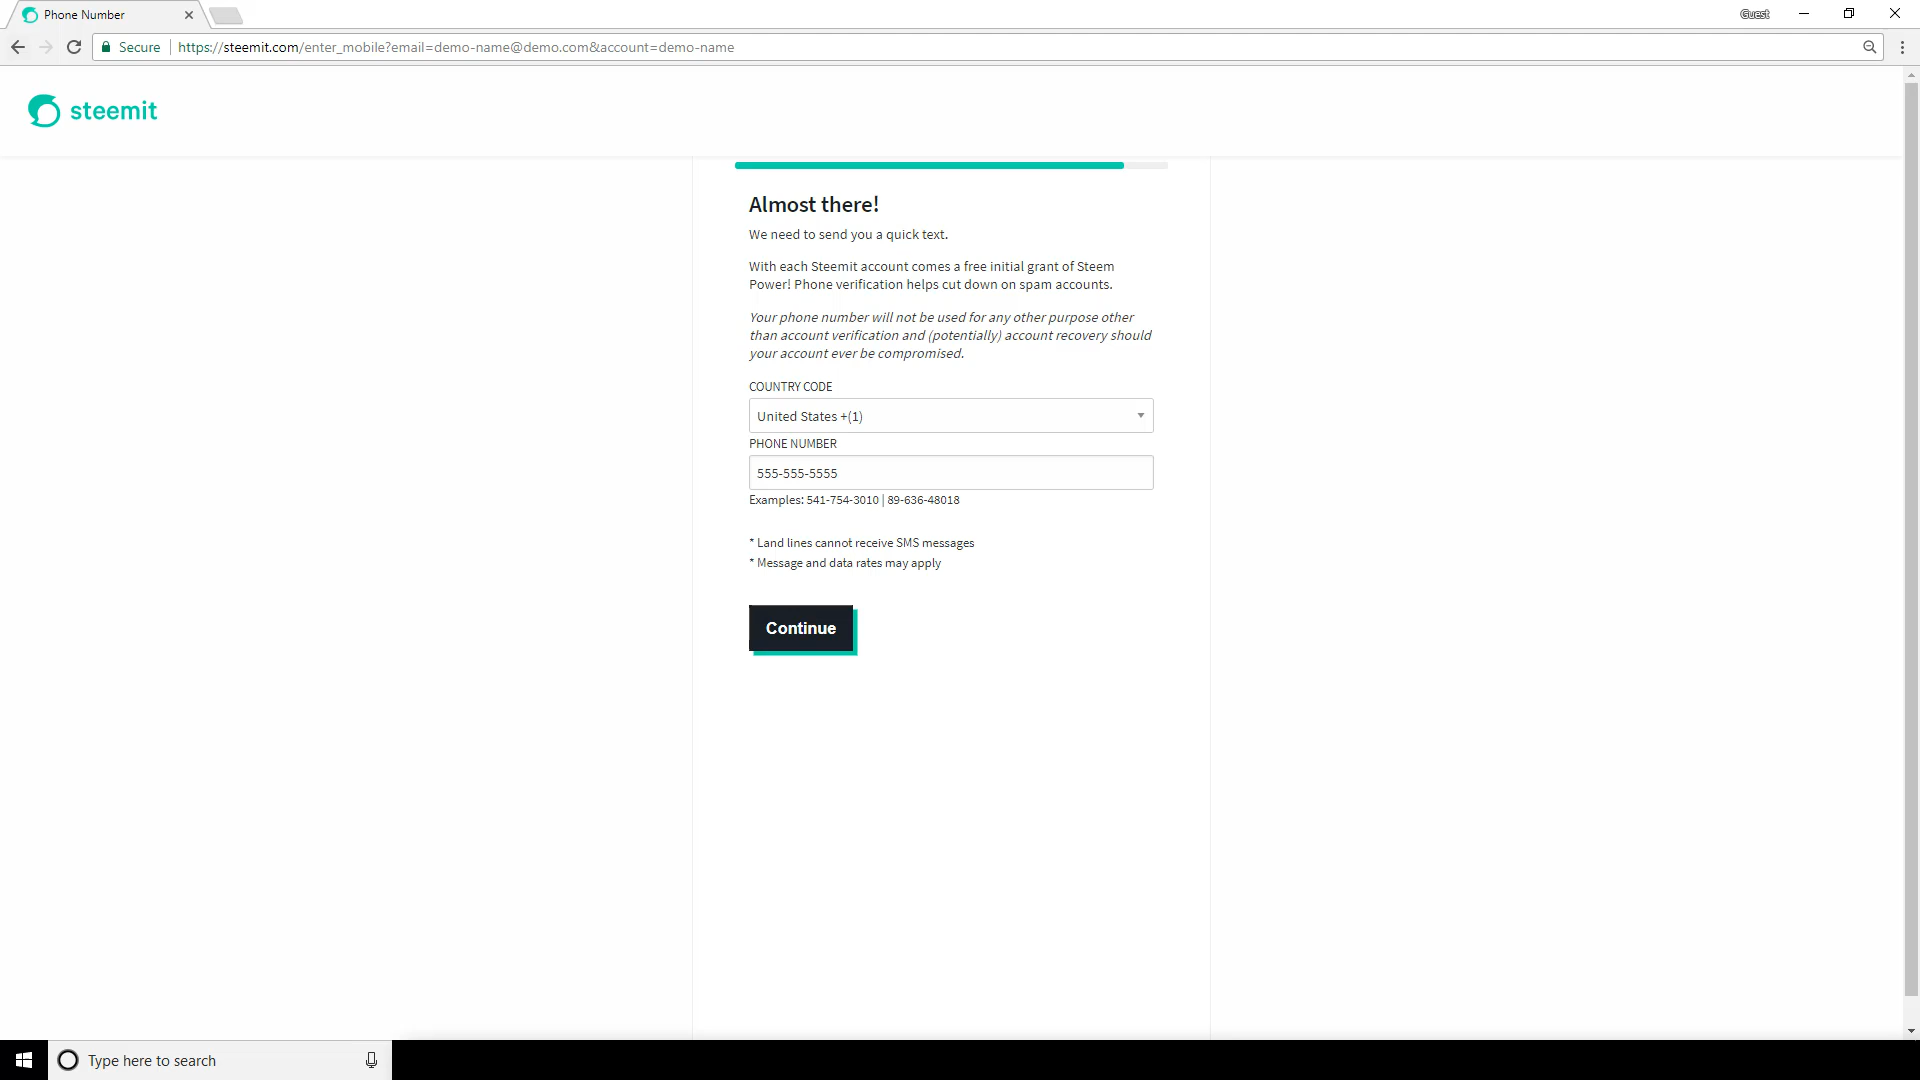 Phone Number
Guest
Secure
https://steemit.com/enter_mobile?email=demo-name@demo.com&account=demo-name
steemit
Almost there!
We need to send you a quick text.
With each Steemit account comes a free initial grant of Steem
Power! Phone verification helps cut down on spam accounts.
Your phone number will not be used for any other purpose other
than account verification and (potentially) account recovery should
your account ever be compromised.
COUNTRY CODE
United States +(1)
PHONE NUMBER
555-555-5555
Examples: 541-754-3010 | 89-636-48018
* Land lines cannot receive SMS messages
* Message and data rates may apply
Continue
Type here to search